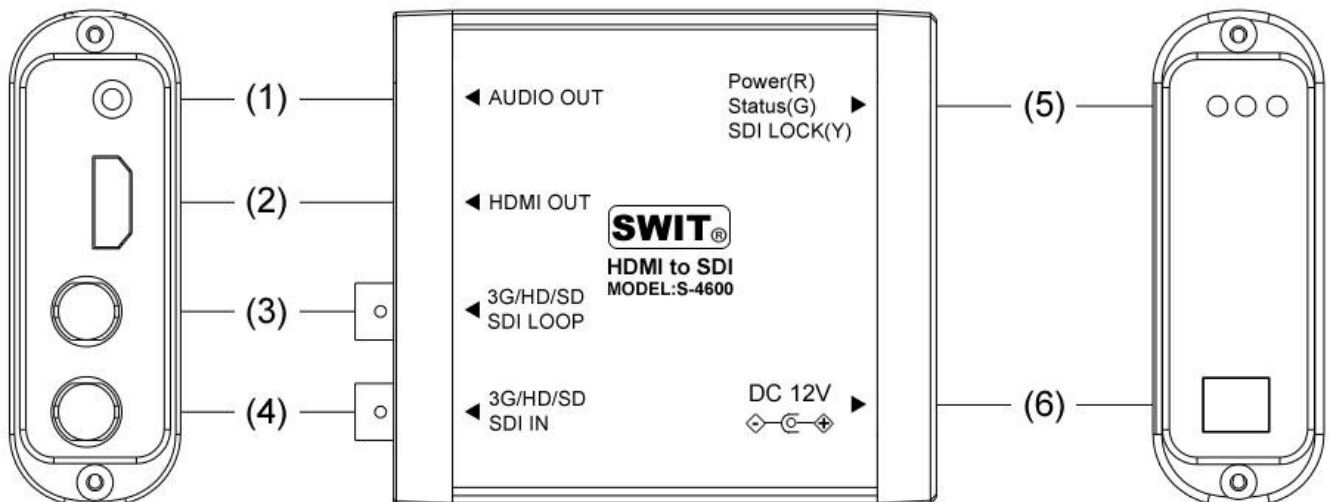 (1)
AUDIO OUT
Power(R)
Status(G)
SDI LOCK(Y)
(5)
(2)
HDMI OUT
SWIT®
HDMI to SDI
MODEL:S-4600
(3)
3G/HD/SD
SDI LOOP
(4)
3G/HD/SD
SDI IN
DC 12V
(6)